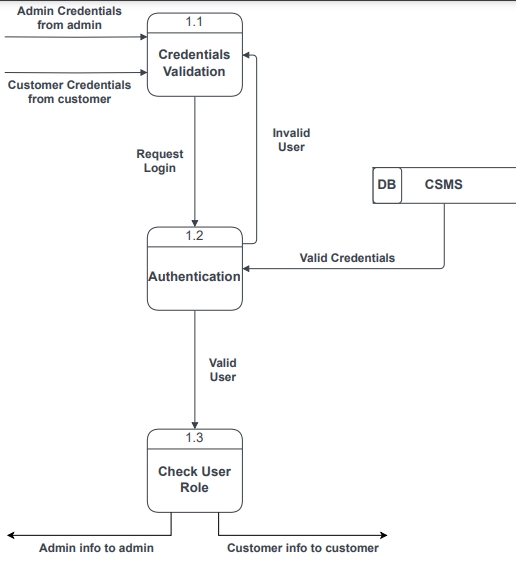 Admin Credentials
from admin
1.1
Credentials
Validation
Customer Credentials
from customer
Invalid
User
Request
Login
DB
CSMS
1.2
Valid Credentials
Authentication
Valid
User
1.3
Check User
Role
Admin info to admin
Customer info to customer